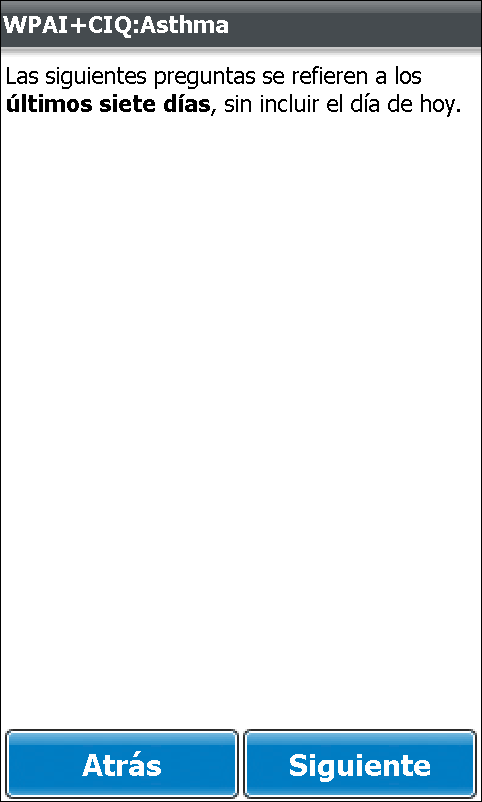 WPAI+CIQ:Asthma
Las siguientes preguntas se refieren a los
últimos siete días, sin incluir el día de hoy.
Atrás
Siguiente